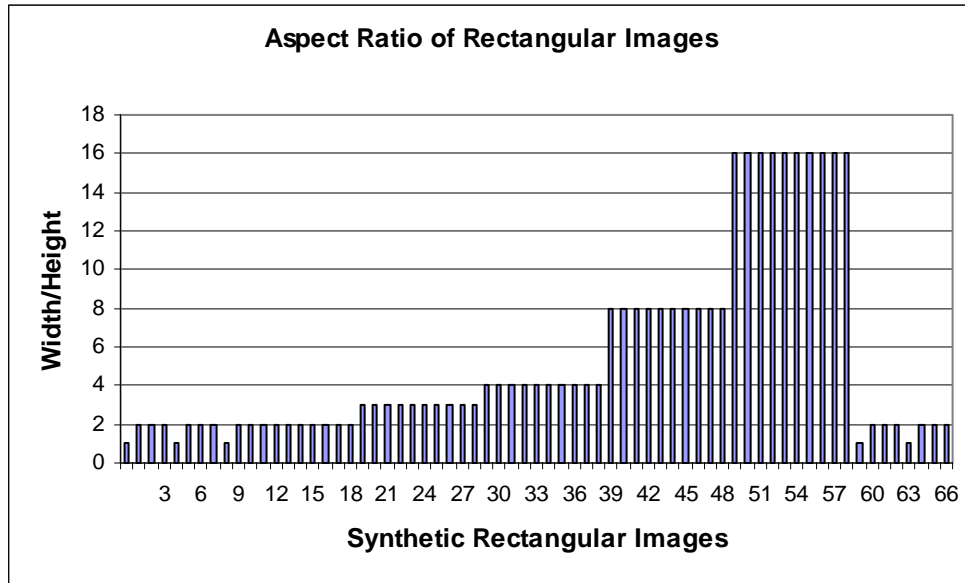 Aspect Ratio of Rectangular Images
18
16
14
12
10
8
6
4
2
0
Width/Height
3 6 9 12 15 18 21 24 27 30 33 36 39 42 45 48 51 54 57 60 63 66
Synthetic Rectangular Images